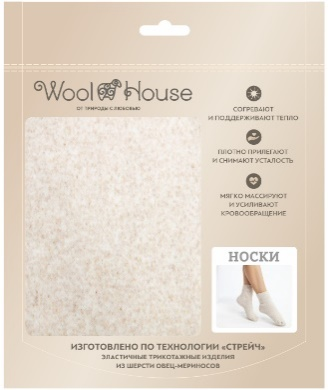 Wool House
ОТ ПРИРОДЫ С ЛЮБОВЬЮ
СОГРЕВАЮТ
И ПОДДЕРЖИВАЮТ ТЕПЛО
ПЛОТНО ПРИЛЕГАЮТ
И СНИМАЮТ УСТАЛОСТЬ
МЯГКО МАССИРУЮТ
И УСИЛИВАЮТ
КРОВООБРАЩЕНИЕ
НОСКИ
ИЗГОТОВЛЕНО ПО ТЕХНОЛОГИИ «СТРЕЙЧ»
ЭЛАСТИЧНЫЕ ТРИКОТАЖНЫЕ ИЗДЕЛИЯ
ИЗ ШЕРСТИ ОВЕЦ-МЕРИНОСОВ